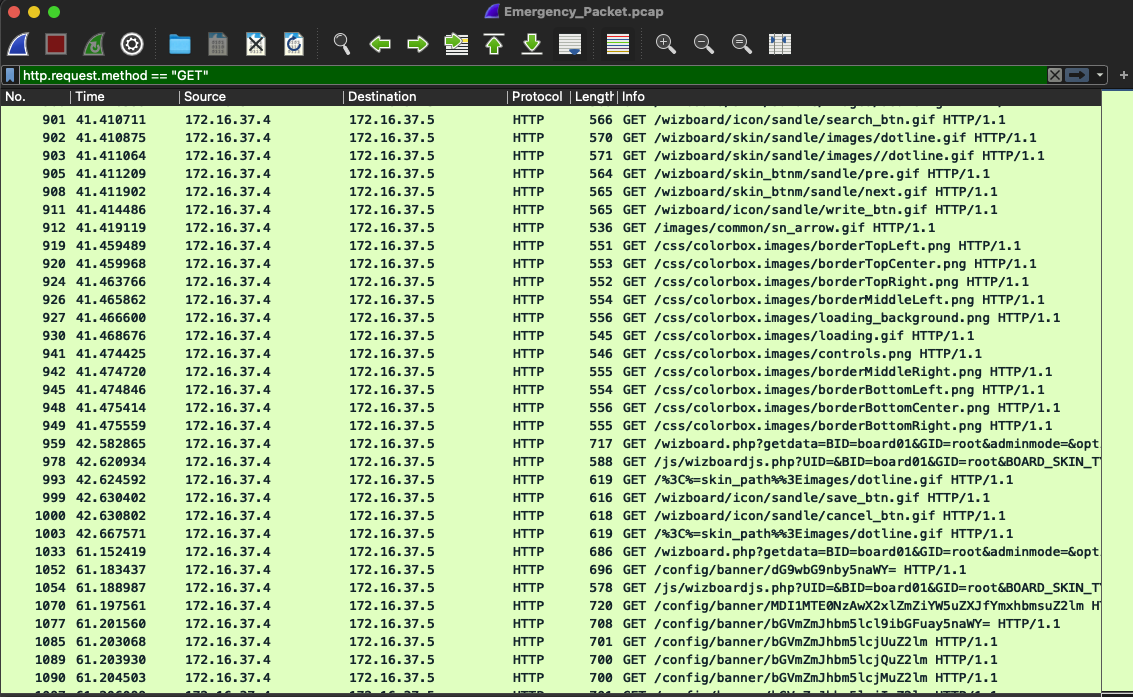 Emergency_Packet.pcap
http.request.method == "GET"
No. Time Source Destination Protocol Length Info
901 41.410711 172.16.37.4 172.16.37.5 HTTP 566 GET /wizboard/icon/sandle/search_btn.gif HTTP/1.1
902 41.410875 172.16.37.4 172.16.37.5 HTTP 570 GET /wizboard/skin/sandle/images/dotline.gif HTTP/1.1
903 41.411064 172.16.37.4 172.16.37.5 HTTP 571 GET /wizboard/skin/sandle/images//dotline.gif HTTP/1.1
905 41.411209 172.16.37.4 172.16.37.5 HTTP 564 GET /wizboard/skin_btnm/sandle/pre.gif HTTP/1.1
908 41.411902 172.16.37.4 172.16.37.5 HTTP 565 GET /wizboard/skin_btnm/sandle/next.gif HTTP/1.1
911 41.414486 172.16.37.4 172.16.37.5 HTTP 565 GET /wizboard/icon/sandle/write_btn.gif HTTP/1.1
912 41.419119 172.16.37.4 172.16.37.5 HTTP 536 GET /images/common/sn_arrow.gif HTTP/1.1
919 41.459489 172.16.37.4 172.16.37.5 HTTP 551 GET /css/colorbox.images/borderTopLeft.png HTTP/1.1
920 41.459968 172.16.37.4 172.16.37.5 HTTP 553 GET /css/colorbox.images/borderTopCenter.png HTTP/1.1
924 41.463766 172.16.37.4 172.16.37.5 HTTP 552 GET /css/colorbox.images/borderTopRight.png HTTP/1.1
926 41.465862 172.16.37.4 172.16.37.5 HTTP 554 GET /css/colorbox.images/borderMiddleLeft.png HTTP/1.1
927 41.466600 172.16.37.4 172.16.37.5 HTTP 556 GET /css/colorbox.images/loading_background.png HTTP/1.1
930 41.468676 172.16.37.4 172.16.37.5 HTTP 545 GET /css/colorbox.images/loading.gif HTTP/1.1
941 41.474425 172.16.37.4 172.16.37.5 HTTP 546 GET /css/colorbox.images/controls.png HTTP/1.1
942 41.474720 172.16.37.4 172.16.37.5 HTTP 555 GET /css/colorbox.images/borderMiddleRight.png HTTP/1.1
945 41.474846 172.16.37.4 172.16.37.5 HTTP 554 GET /css/colorbox.images/borderBottomLeft.png HTTP/1.1
948 41.475414 172.16.37.4 172.16.37.5 HTTP 556 GET /css/colorbox.images/borderBottomCenter.png HTTP/1.1
949 41.475559 172.16.37.4 172.16.37.5 HTTP 555 GET /css/colorbox.images/borderBottomRight.png HTTP/1.1
959 42.582865 172.16.37.4 172.16.37.5 HTTP 717 GET /wizboard.php?getdata=BID=board01&GID=root&adminmode=&opt
978 42.620934 172.16.37.4 172.16.37.5 HTTP 588 GET /js/wizboardjs.php?UID=&BID=board01&GID=root&BOARD_SKIN_T
993 42.624592 172.16.37.4 172.16.37.5 HTTP 619 GET /%3C%=skin_path%%3Eimages/dotline.gif HTTP/1.1
999 42.630402 172.16.37.4 172.16.37.5 HTTP 616 GET /wizboard/icon/sandle/save_btn.gif HTTP/1.1
1000 42.630802 172.16.37.4 172.16.37.5 HTTP 618 GET /wizboard/icon/sandle/cancel_btn.gif HTTP/1.1
1003 42.667571 172.16.37.4 172.16.37.5 HTTP 619 GET /%3C%=skin_path%%3Eimages/dotline.gif HTTP/1.1
1033 61.152419 172.16.37.4 172.16.37.5 HTTP 686 GET /wizboard.php?getdata=BID=board01&GID=root&adminmode=&opt
1052 61.183437 172.16.37.4 172.16.37.5 HTTP 696 GET /config/banner/dG9wbG9nby5naWY= HTTP/1.1
1054 61.188987 172.16.37.4 172.16.37.5 HTTP 578 GET /js/wizboardjs.php?UID=&BID=board01&GID=root&BOARD_SKIN_T
1070 61.197561 172.16.37.4 172.16.37.5 HTTP 720 GET /config/banner/MDI1MTE0NzAwX2xlZmZiYW5uZXJfYmxhbmsuZ2lm
1077 61.201560 172.16.37.4 172.16.37.5 HTTP 708 GET /config/banner/bGVmZmJhbm5lcl9ibGFuay5naWY= HTTP/1.1
1085 61.203068 172.16.37.4 172.16.37.5 HTTP 701 GET /config/banner/bGVmZmJhbm5lcjUuZ2lm HTTP/1.1
1089 61.203930 172.16.37.4 172.16.37.5 HTTP 700 GET /config/banner/bGVmZmJhbm5lcjQuZ2lm HTTP/1.1
1090 61.204503 172.16.37.4 172.16.37.5 HTTP 700 GET /config/banner/bGVmZmJhbm5lcjMuZ2lm HTTP/1.1